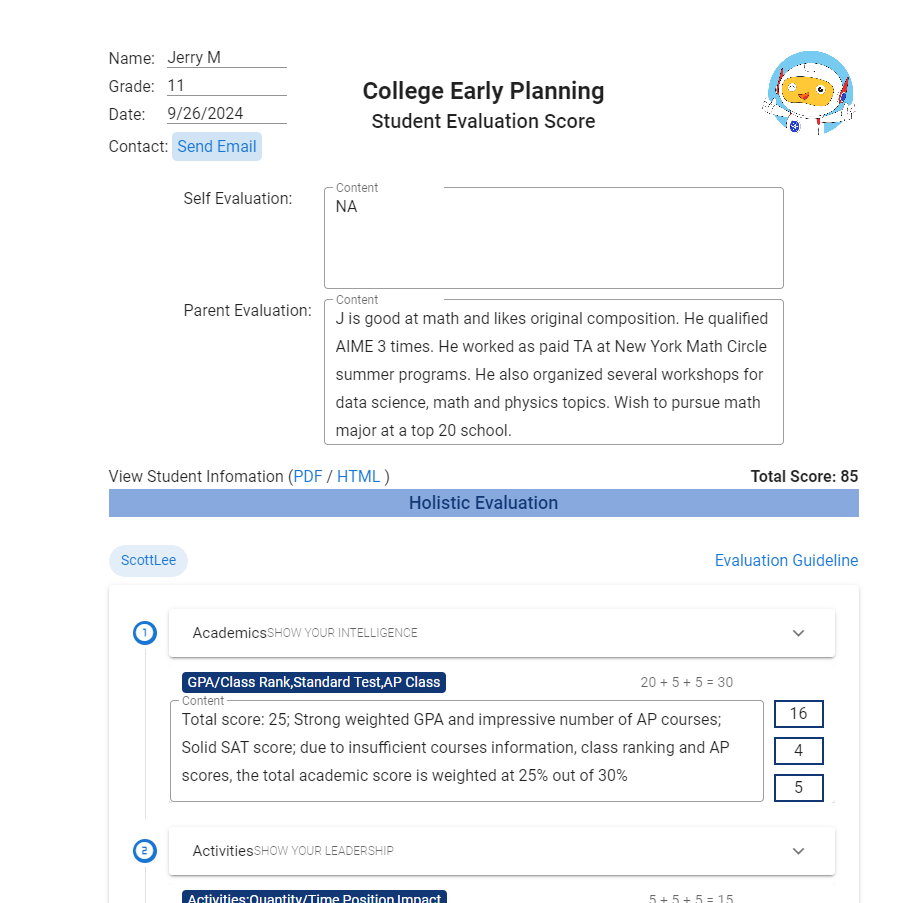 Name: Jerry M
Grade: 11
Date: 9/26/2024
Contact: Send Email
College Early Planning
Student Evaluation Score
Self Evaluation:
Content
NA
Parent Evaluation:
Content
J is good at math and likes original composition. He qualified
AIME 3 times. He worked as paid TA at New York Math Circle
summer programs. He also organized several workshops for
data science, math and physics topics. Wish to pursue math
major at a top 20 school.
View Student Infomation (PDF / HTML )
Total Score: 85
Holistic Evaluation
ScottLee
Evaluation Guideline
1
AcademicsSHOW YOUR INTELLIGENCE
GPA/Class Rank,Standard Test,AP Class
20 + 5 + 5 = 30
Content
Total score: 25; Strong weighted GPA and impressive number of AP courses;
Solid SAT score; due to insufficient courses information, class ranking and AP
scores, the total academic score is weighted at 25% out of 30%
16
4
5
2
ActivitiesSHOW YOUR LEADERSHIP
Activities:Quantity/Time Position Impact
5 + 5 + 5 = 15